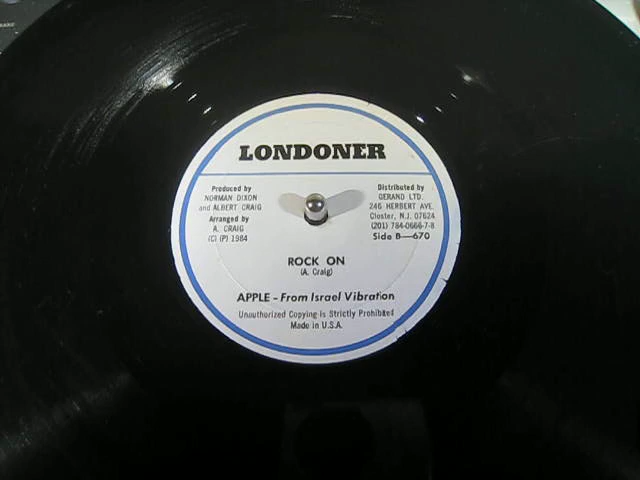 LONDONER
Produced by
NORMAN DIXON
and ALBERT CRAIG
Arranged by
A. CRAIG
(C) (P) 1984
Distributed by
GERAND LTD.
246 HERBERT AVE.
Closter, N.J. 07624
(201) 784-0666-7-8
Side B—670
ROCK ON
(A. Craig)
APPLE - From Israel Vibration
Unauthorized Copying is Strictly Prohibited
Made in U.S.A.